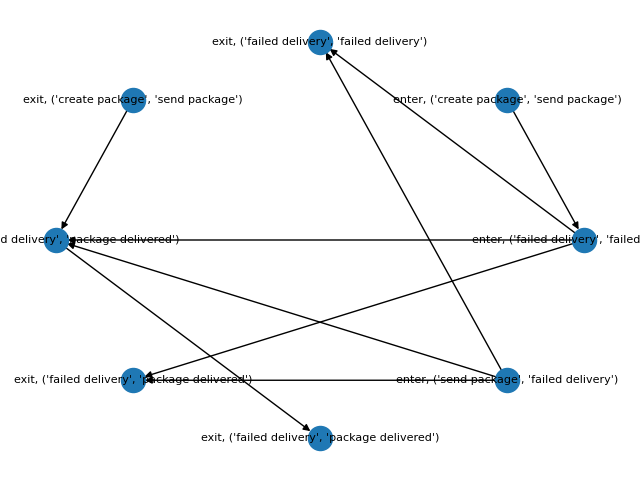 exit, ('failed delivery', 'failed delivery')
exit, ('create package', 'send package')
enter, ('create package', 'send package')
d delivery', 'package delivered')
enter, ('failed delivery', 'failed
exit, ('failed delivery', 'package delivered')
enter, ('send package', 'failed delivery')
exit, ('failed delivery', 'package delivered')